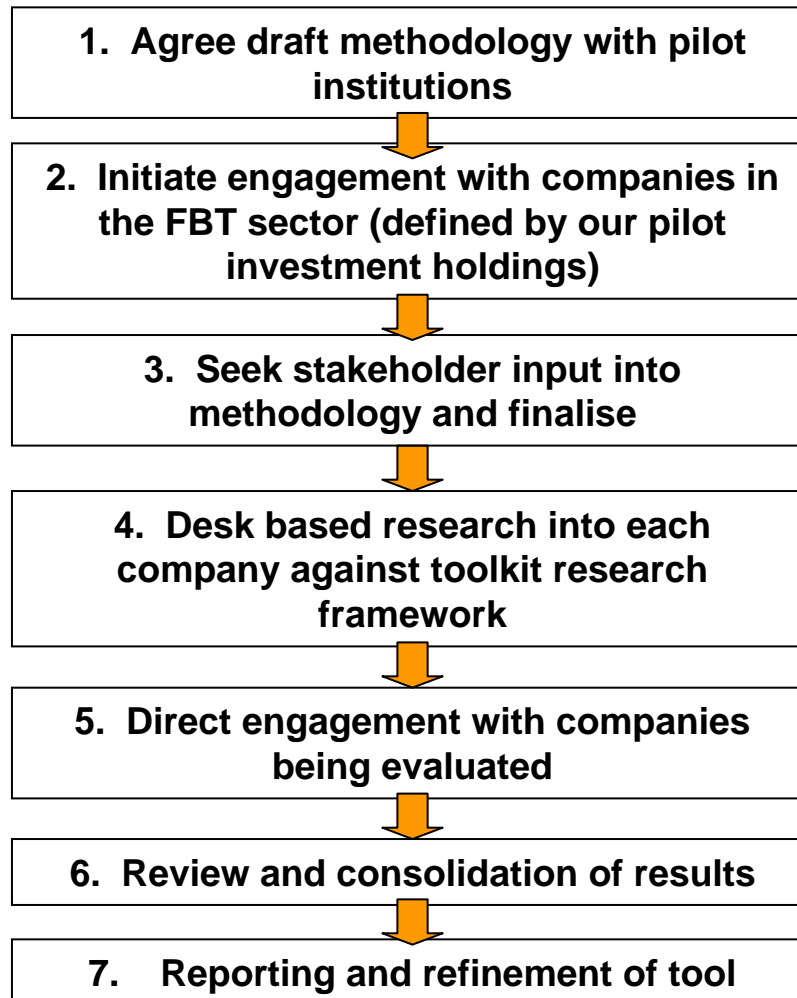 1. Agree draft methodology with pilot
institutions
2. Initiate engagement with companies in
the FBT sector (defined by our pilot
investment holdings)
3. Seek stakeholder input into
methodology and finalise
4. Desk based research into each
company against toolkit research
framework
5. Direct engagement with companies
being evaluated
6. Review and consolidation of results
7. Reporting and refinement of tool